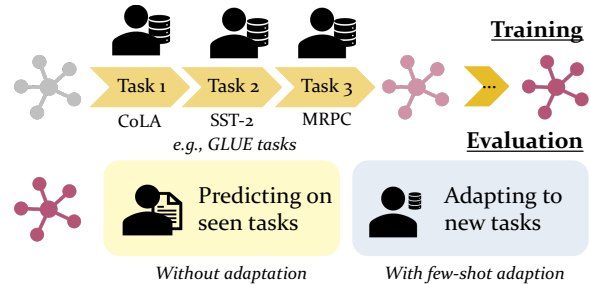 Training
Task 1
Task 2
Task 3
...
CoLA
SST-2
MRPC
e.g., GLUE tasks
Evaluation
Predicting on
seen tasks
Adapting to
new tasks
Without adaptation
With few-shot adaption